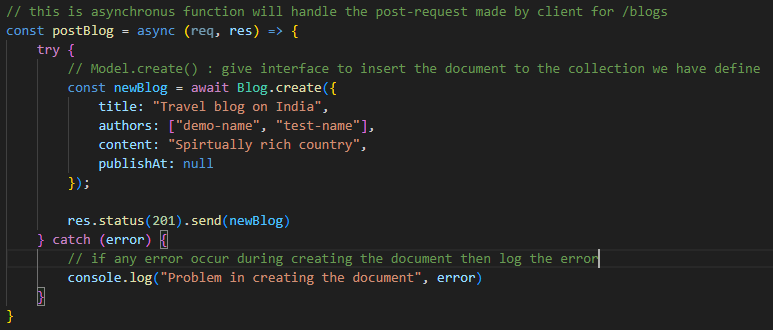 // this is asynchronus function will handle the post-request made by client for /blogs
const postBlog = async (req, res) => {
    try {
        // Model.create() : give interface to insert the document to the collection we have define
        const newBlog = await Blog.create({
            title: "Travel blog on India",
            authors: ["demo-name", "test-name"],
            content: "Spirtually rich country",
            publishAt: null
        });

        res.status(201).send(newBlog)
    } catch (error) {
        // if any error occur during creating the document then log the error
        console.log("Problem in creating the document", error)
    }
}